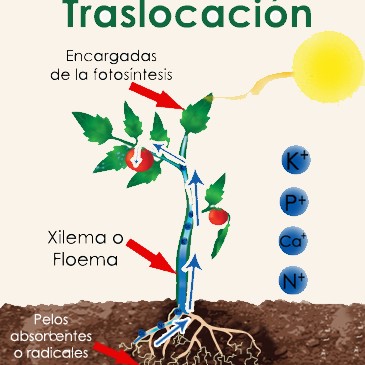 Traslocación
Encargadas
de la fotosíntesis
K+
P+
Ca+
N+
Xilema o
Floema
Pelos
absorbentes
o radicales